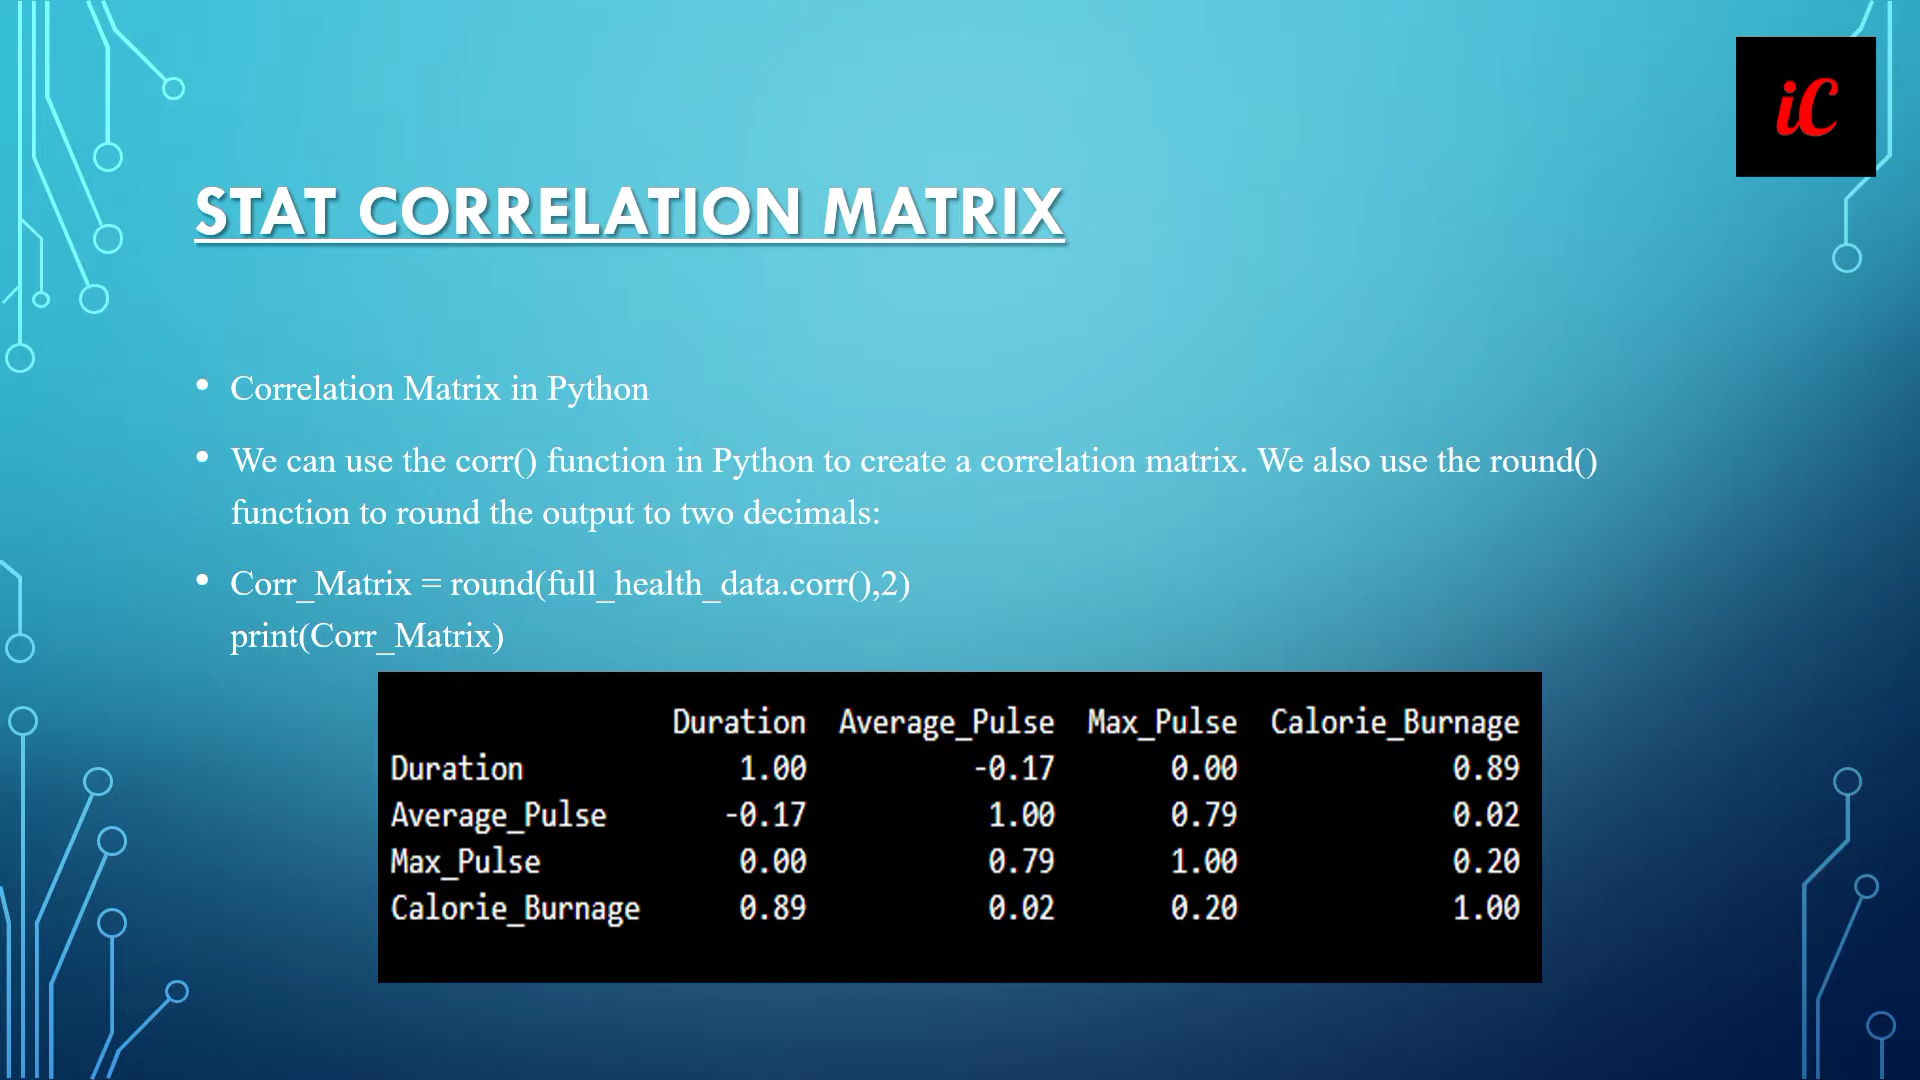 iC
STAT CORRELATION MATRIX
• Correlation Matrix in Python
• We can use the corr() function in Python to create a correlation matrix. We also use the round()
function to round the output to two decimals:
• Corr_Matrix = round(full_health_data.corr(),2)
print(Corr_Matrix)
Duration Average_Pulse Max_Pulse Calorie_Burnage
Duration 1.00 -0.17 0.00 0.89
Average_Pulse -0.17 1.00 0.79 0.02
Max_Pulse 0.00 0.79 1.00 0.20
Calorie_Burnage 0.89 0.02 0.20 1.00